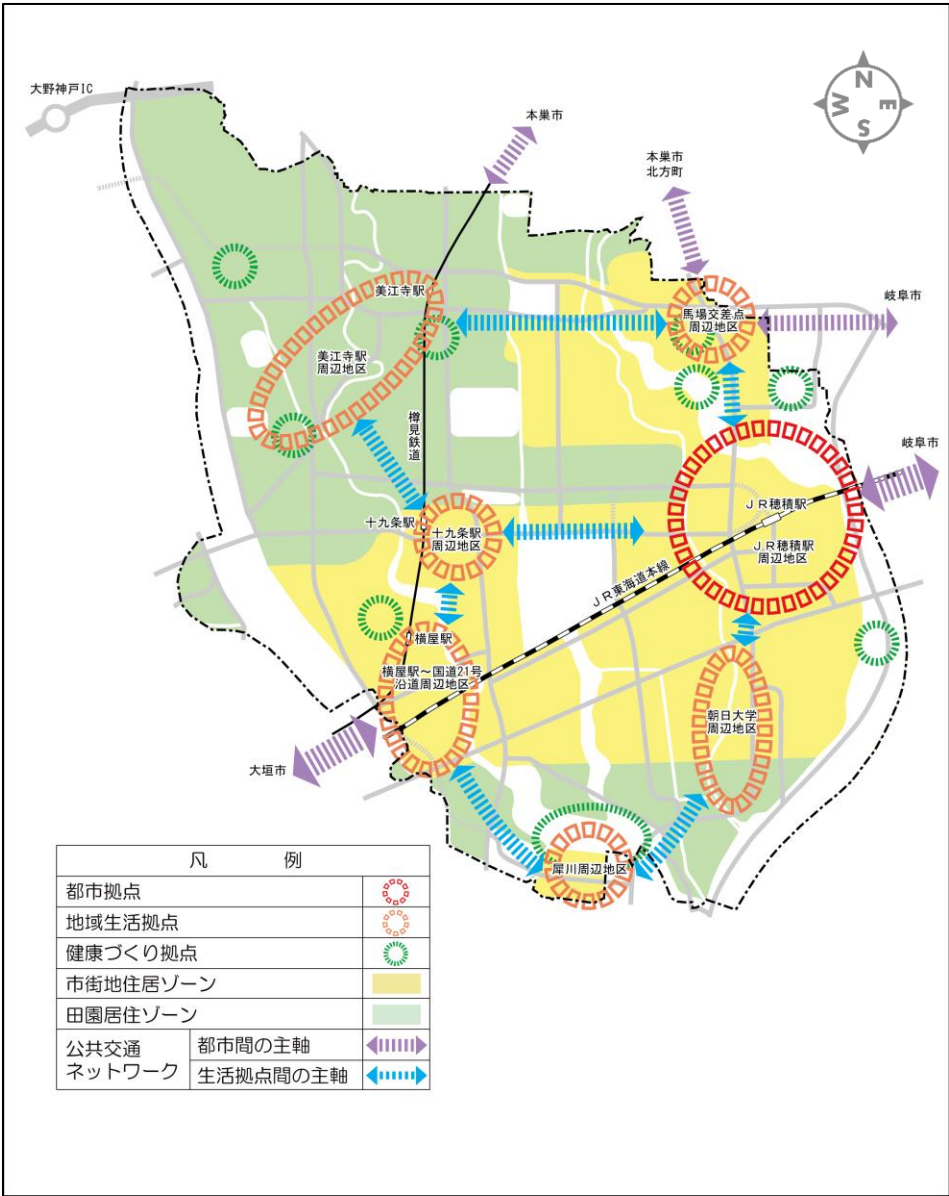 大野神戸IC
本巣市
本巣市
北方町
N
W
E
S
岐阜市
美江寺駅
馬場交差点
周辺地区
美江寺駅
周辺地区
樽見鉄道
岐阜市
JR穂積駅
十九条駅
十九条駅
周辺地区
JR穂積駅
周辺地区
JR東海道本線
横屋駅
横屋駅~国道21号
沿道周辺地区
朝日大学
周辺地区
大垣市
犀川周辺地区
凡 例
都市拠点
地域生活拠点
健康づくり拠点
市街地住居ゾーン
田園居住ゾーン
公共交通
ネットワーク
都市間の主軸
生活拠点間の主軸